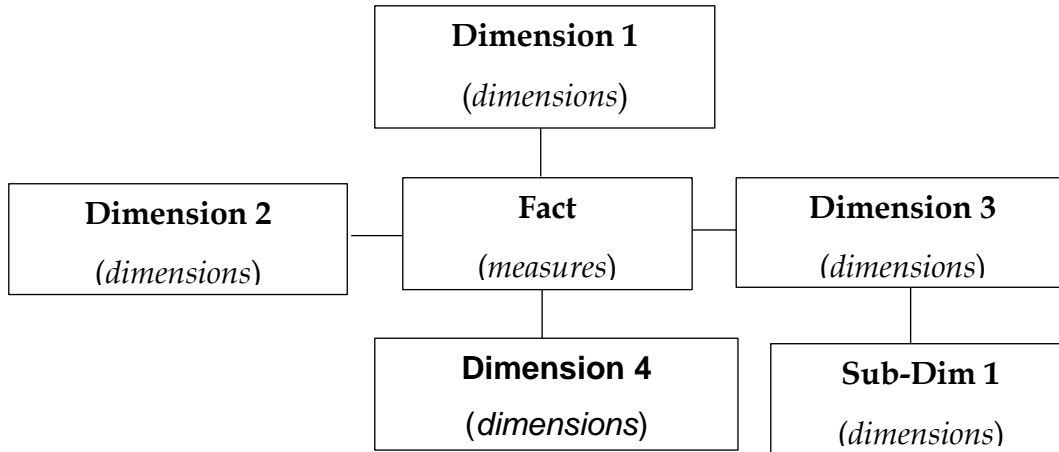 Dimension 1
(dimensions)
Dimension 2
(dimensions)
Fact
(measures)
Dimension 3
(dimensions)
Dimension 4
(dimensions)
Sub-Dim 1
(dimensions)